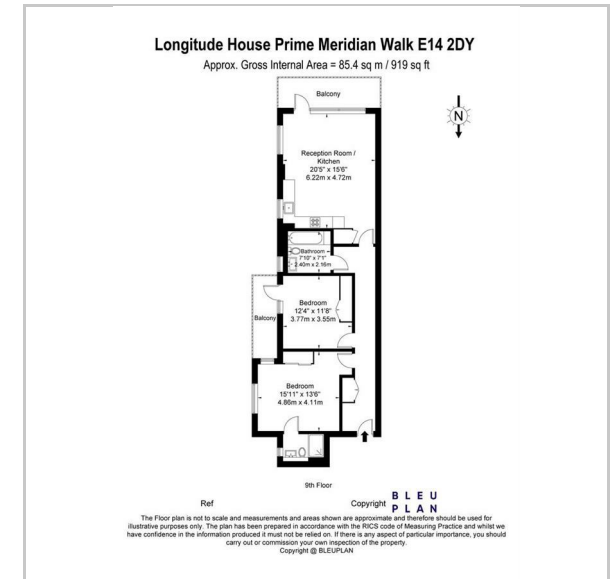 Longitude House Prime Meridian Walk E14 2DY
Approx. Gross Internal Area = 85.4 sq m / 919 sq ft
Balcony
N
Reception Room /
Kitchen
20'5" x 15'6"
6.22m x 4.72m
Bathroom
7'10" x 7'1"
2.40m x 2.16m
Bedroom
12'4" x 11'8"
3.77m x 3.55m
Balcony
Bedroom
15'11" x 13'6"
4.86m x 4.11m
9th Floor
Ref
Copyright
BLEU
PLAN
The Floor plan is not to scale and measurements and areas shown are approximate and therefore should be used for
illustrative purposes only. The plan has been prepared in accordance with the RICS code of Measuring Practice and whilst we
have confidence in the information produced it must not be relied on. If there is any aspect of particular importance, you should
carry out or commission your own inspection of the property.
Copyright @ BLEUPLAN